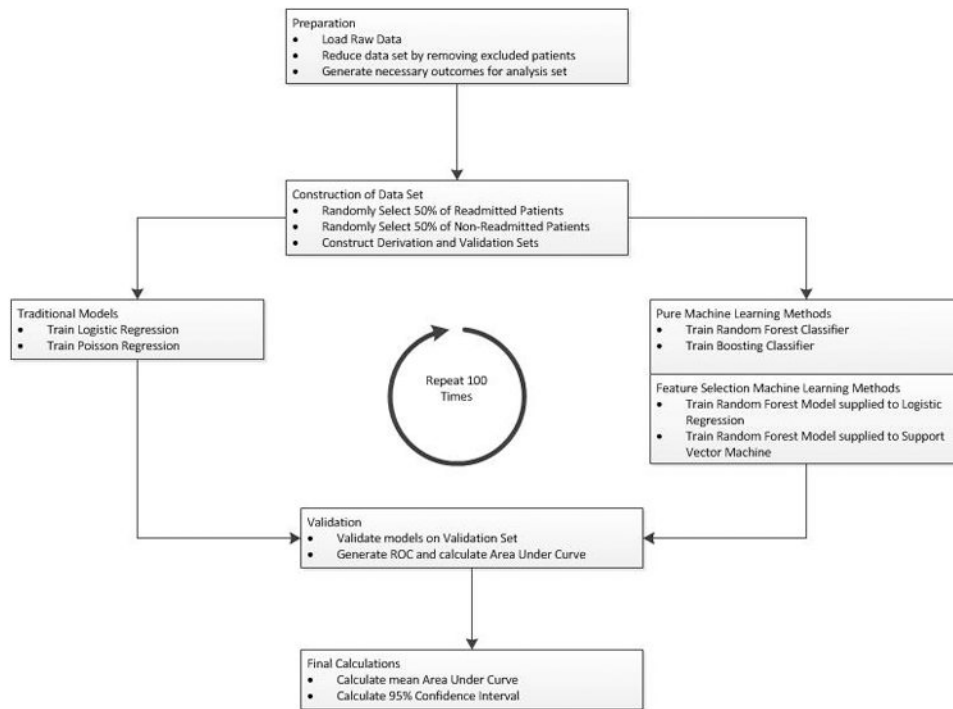 Preparation
• Load Raw Data
• Reduce data set by removing excluded patients
• Generate necessary outcomes for analysis set
Construction of Data Set
• Randomly Select 50% of Readmitted Patients
• Randomly Select 50% of Non-Readmitted Patients
• Construct Derivation and Validation Sets
Traditional Models
• Train Logistic Regression
• Train Poisson Regression
Repeat 100
Times
Pure Machine Learning Methods
• Train Random Forest Classifier
• Train Boosting Classifier
Feature Selection Machine Learning Methods
• Train Random Forest Model supplied to Logistic
Regression
• Train Random Forest Model supplied to Support
Vector Machine
Validation
• Validate models on Validation Set
• Generate ROC and calculate Area Under Curve
Final Calculations
• Calculate mean Area Under Curve
• Calculate 95% Confidence Interval